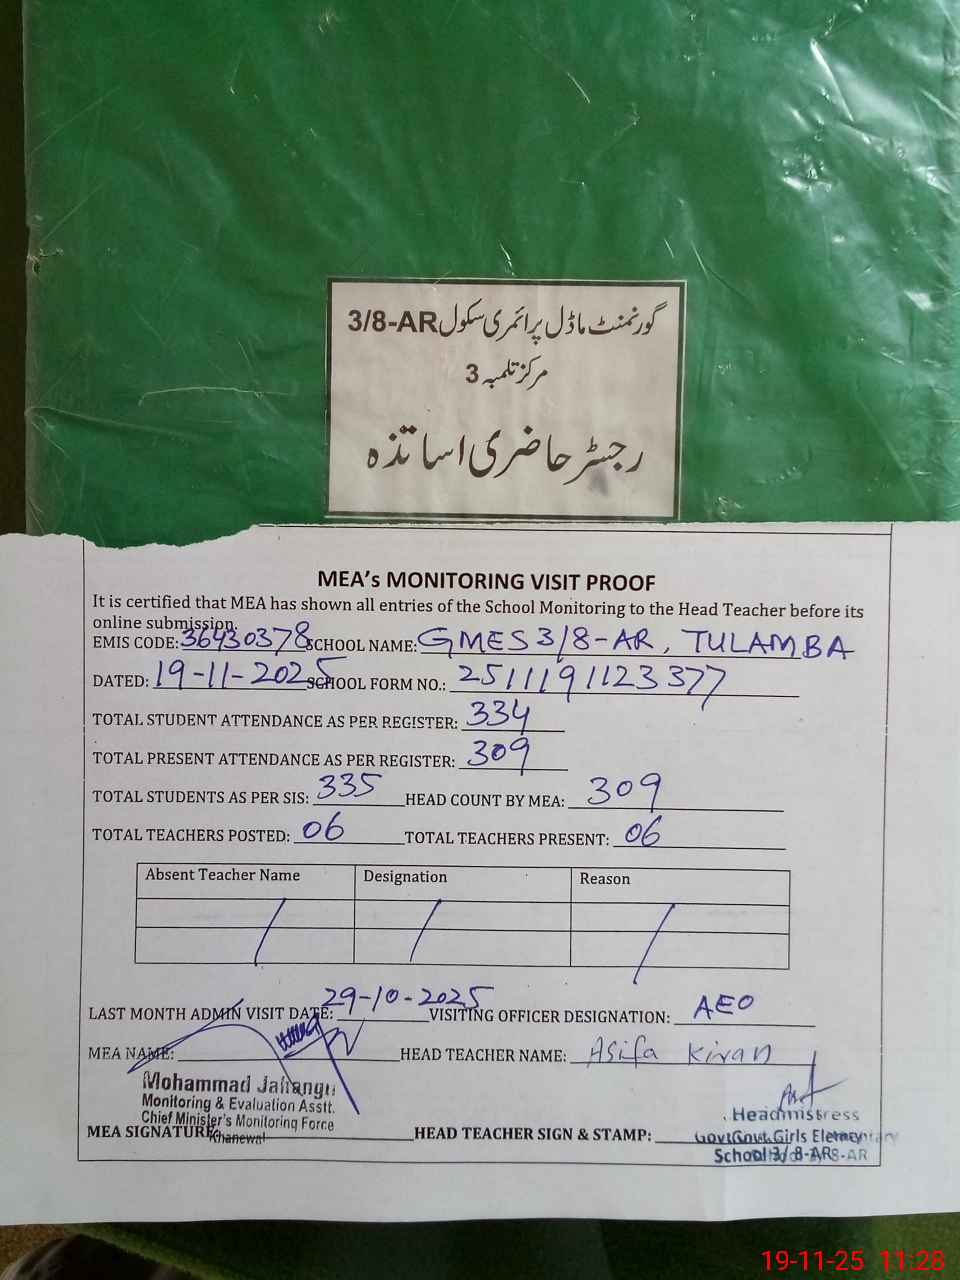 گورنمنٹ ماڈل پرائمری سکول 3/8-AR
مرکز تلمبہ 3
رجسٹر حاضری اساتذہ
MEA's MONITORING VISIT PROOF
It is certified that MEA has shown all entries of the School Monitoring to the Head Teacher before its
online submission.
EMIS CODE: 36430378 SCHOOL NAME: GMES 3/8-AR, TULAMBA
DATED: 19-11-2025 SCHOOL FORM NO.: 25111191123377
TOTAL STUDENT ATTENDANCE AS PER REGISTER: 334
TOTAL PRESENT ATTENDANCE AS PER REGISTER: 309
TOTAL STUDENTS AS PER SIS: 335 HEAD COUNT BY MEA: 309
TOTAL TEACHERS POSTED: 06 TOTAL TEACHERS PRESENT: 06
Absent Teacher Name Designation Reason
LAST MONTH ADMIN VISIT DATE: 29-10-2025 VISITING OFFICER DESIGNATION: AEO
MEA NAME: HEAD TEACHER NAME: Asifa Kiran
Mohammad Jahangir
Monitoring & Evaluation Asstt.
Chief Minister's Monitoring Force
Khanewal
Headmistress
MEA SIGNATURE: HEAD TEACHER SIGN & STAMP: Govt. Girls Elementary
School 3/8-AR
19-11-25 11:28